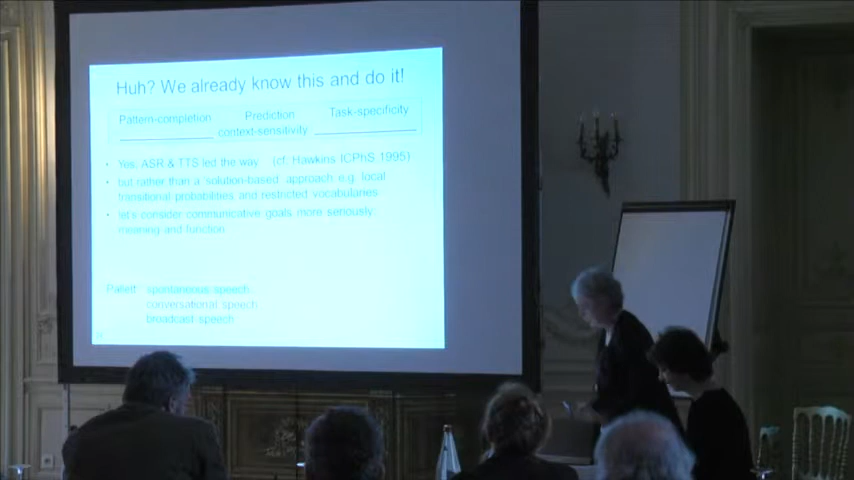 Huh? We already know this and do it!
Pattern-completion Prediction Task-specificity
context-sensitivity
• Yes, ASR & TTS led the way (cf: Hawkins ICPhS 1995)
• but rather than a 'solution-based' approach e.g. local
transitional probabilities and restricted vocabularies
• let's consider communicative goals more seriously:
meaning and function
Pallett: spontaneous speech
conversational speech
broadcast speech